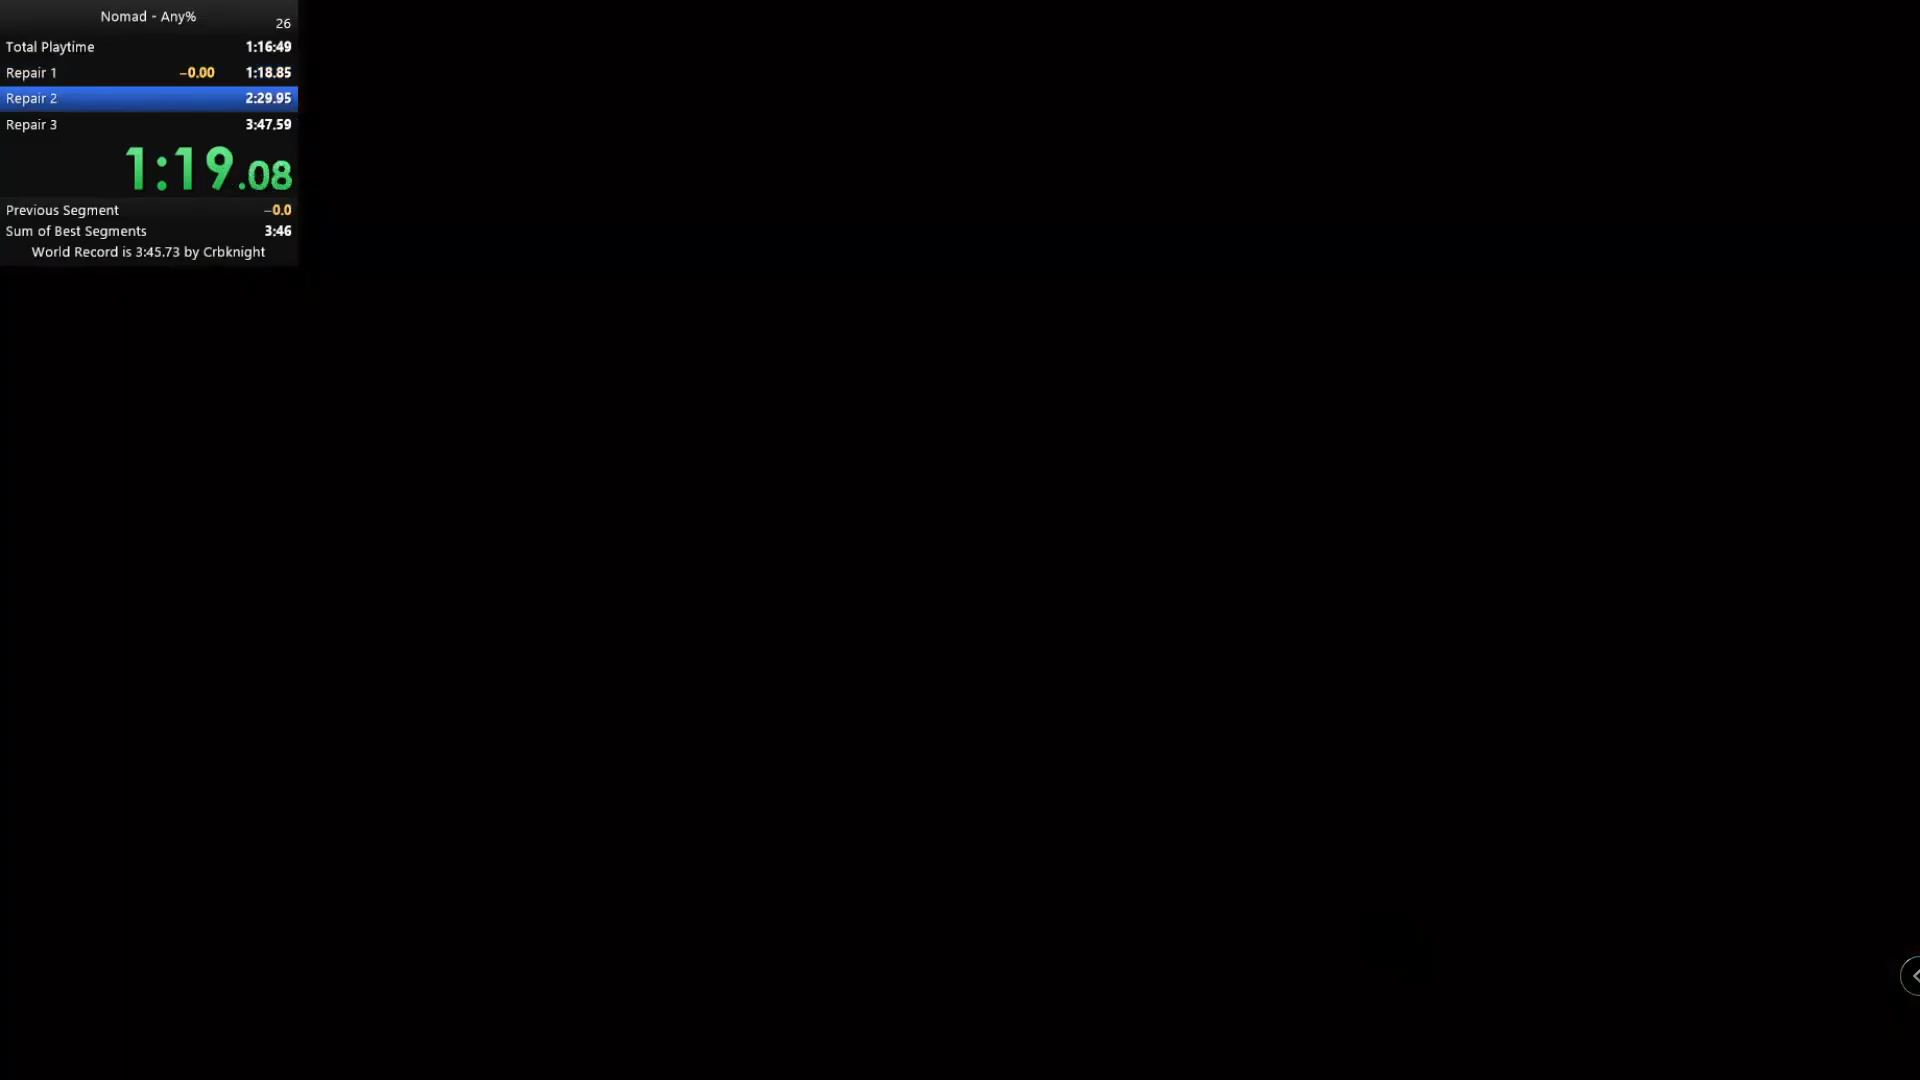 Nomad - Any%
26
Total Playtime 1:16:49
Repair 1 −0.00 1:18.85
Repair 2 2:29.95
Repair 3 3:47.59
1:19.08
Previous Segment −0.0
Sum of Best Segments 3:46
World Record is 3:45.73 by Crbknight